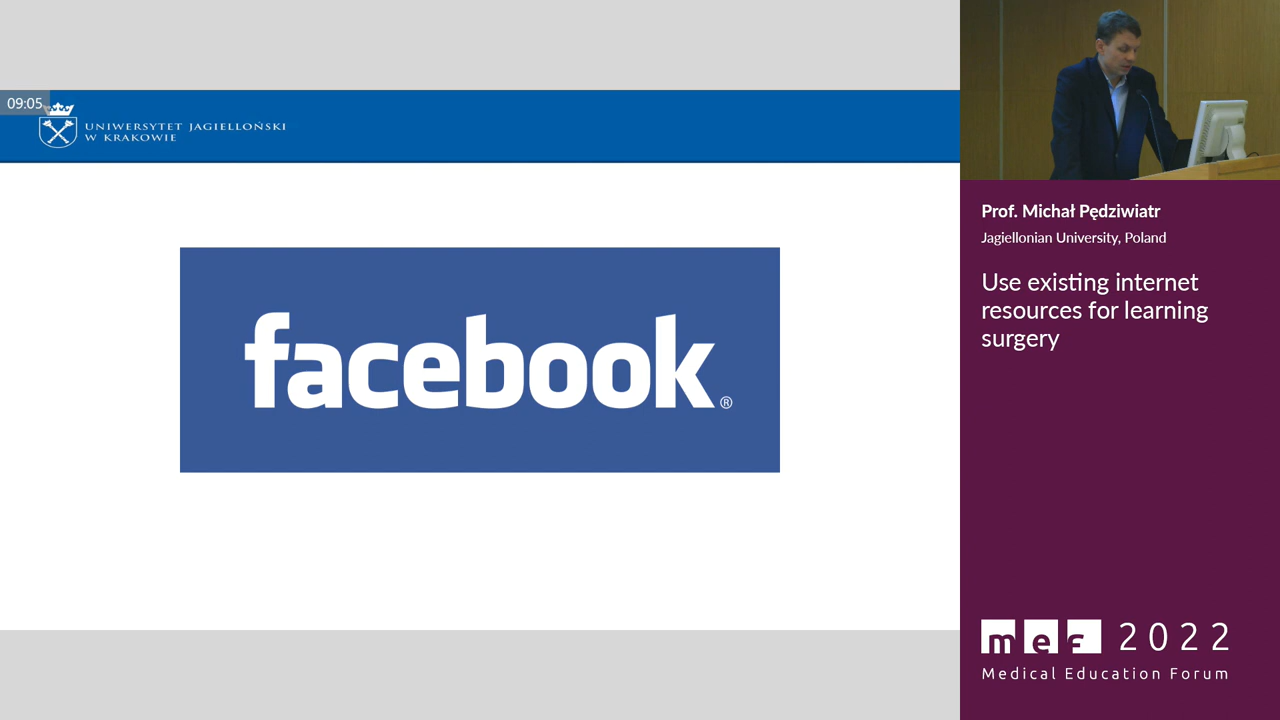 09:05
UNIWERSYTET JAGIELLOŃSKI
W KRAKOWIE
facebook®
Prof. Michał Pędziwiatr
Jagiellonian University, Poland
Use existing internet
resources for learning
surgery
mef 2022
Medical Education Forum